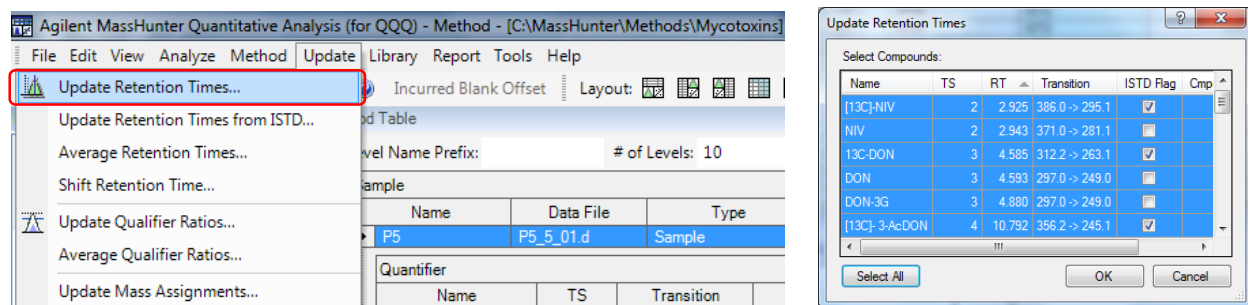 Agilent MassHunter Quantitative Analysis (for QQQ) - Method - [C:\MassHunter\Methods\Mycotoxins]
File Edit View Analyze Method Update Library Report Tools Help
Update Retention Times...
Incurred Blank Offset Layout:
Update Retention Times from ISTD...
od Table
Average Retention Times...
vel Name Prefix: # of Levels: 10
Shift Retention Time...
ample
Name Data File Type
Update Qualifier Ratios...
P5 P5_5_01.d Sample
Average Qualifier Ratios...
Quantifier
Update Mass Assignments...
Name TS Transition
Update Retention Times
Select Compounds:
Name TS RT Transition ISTD Flag Cmp
[13C]-NIV 2 2.925 386.0 -> 295.1
NIV 2 2.943 371.0 -> 281.1
13C-DON 3 4.585 312.2 -> 263.1
DON 3 4.593 297.0 -> 249.0
DON-3G 3 4.880 297.0 -> 249.0
[13C]- 3-AcDON 4 10.792 356.2 -> 245.1
Select All OK Cancel